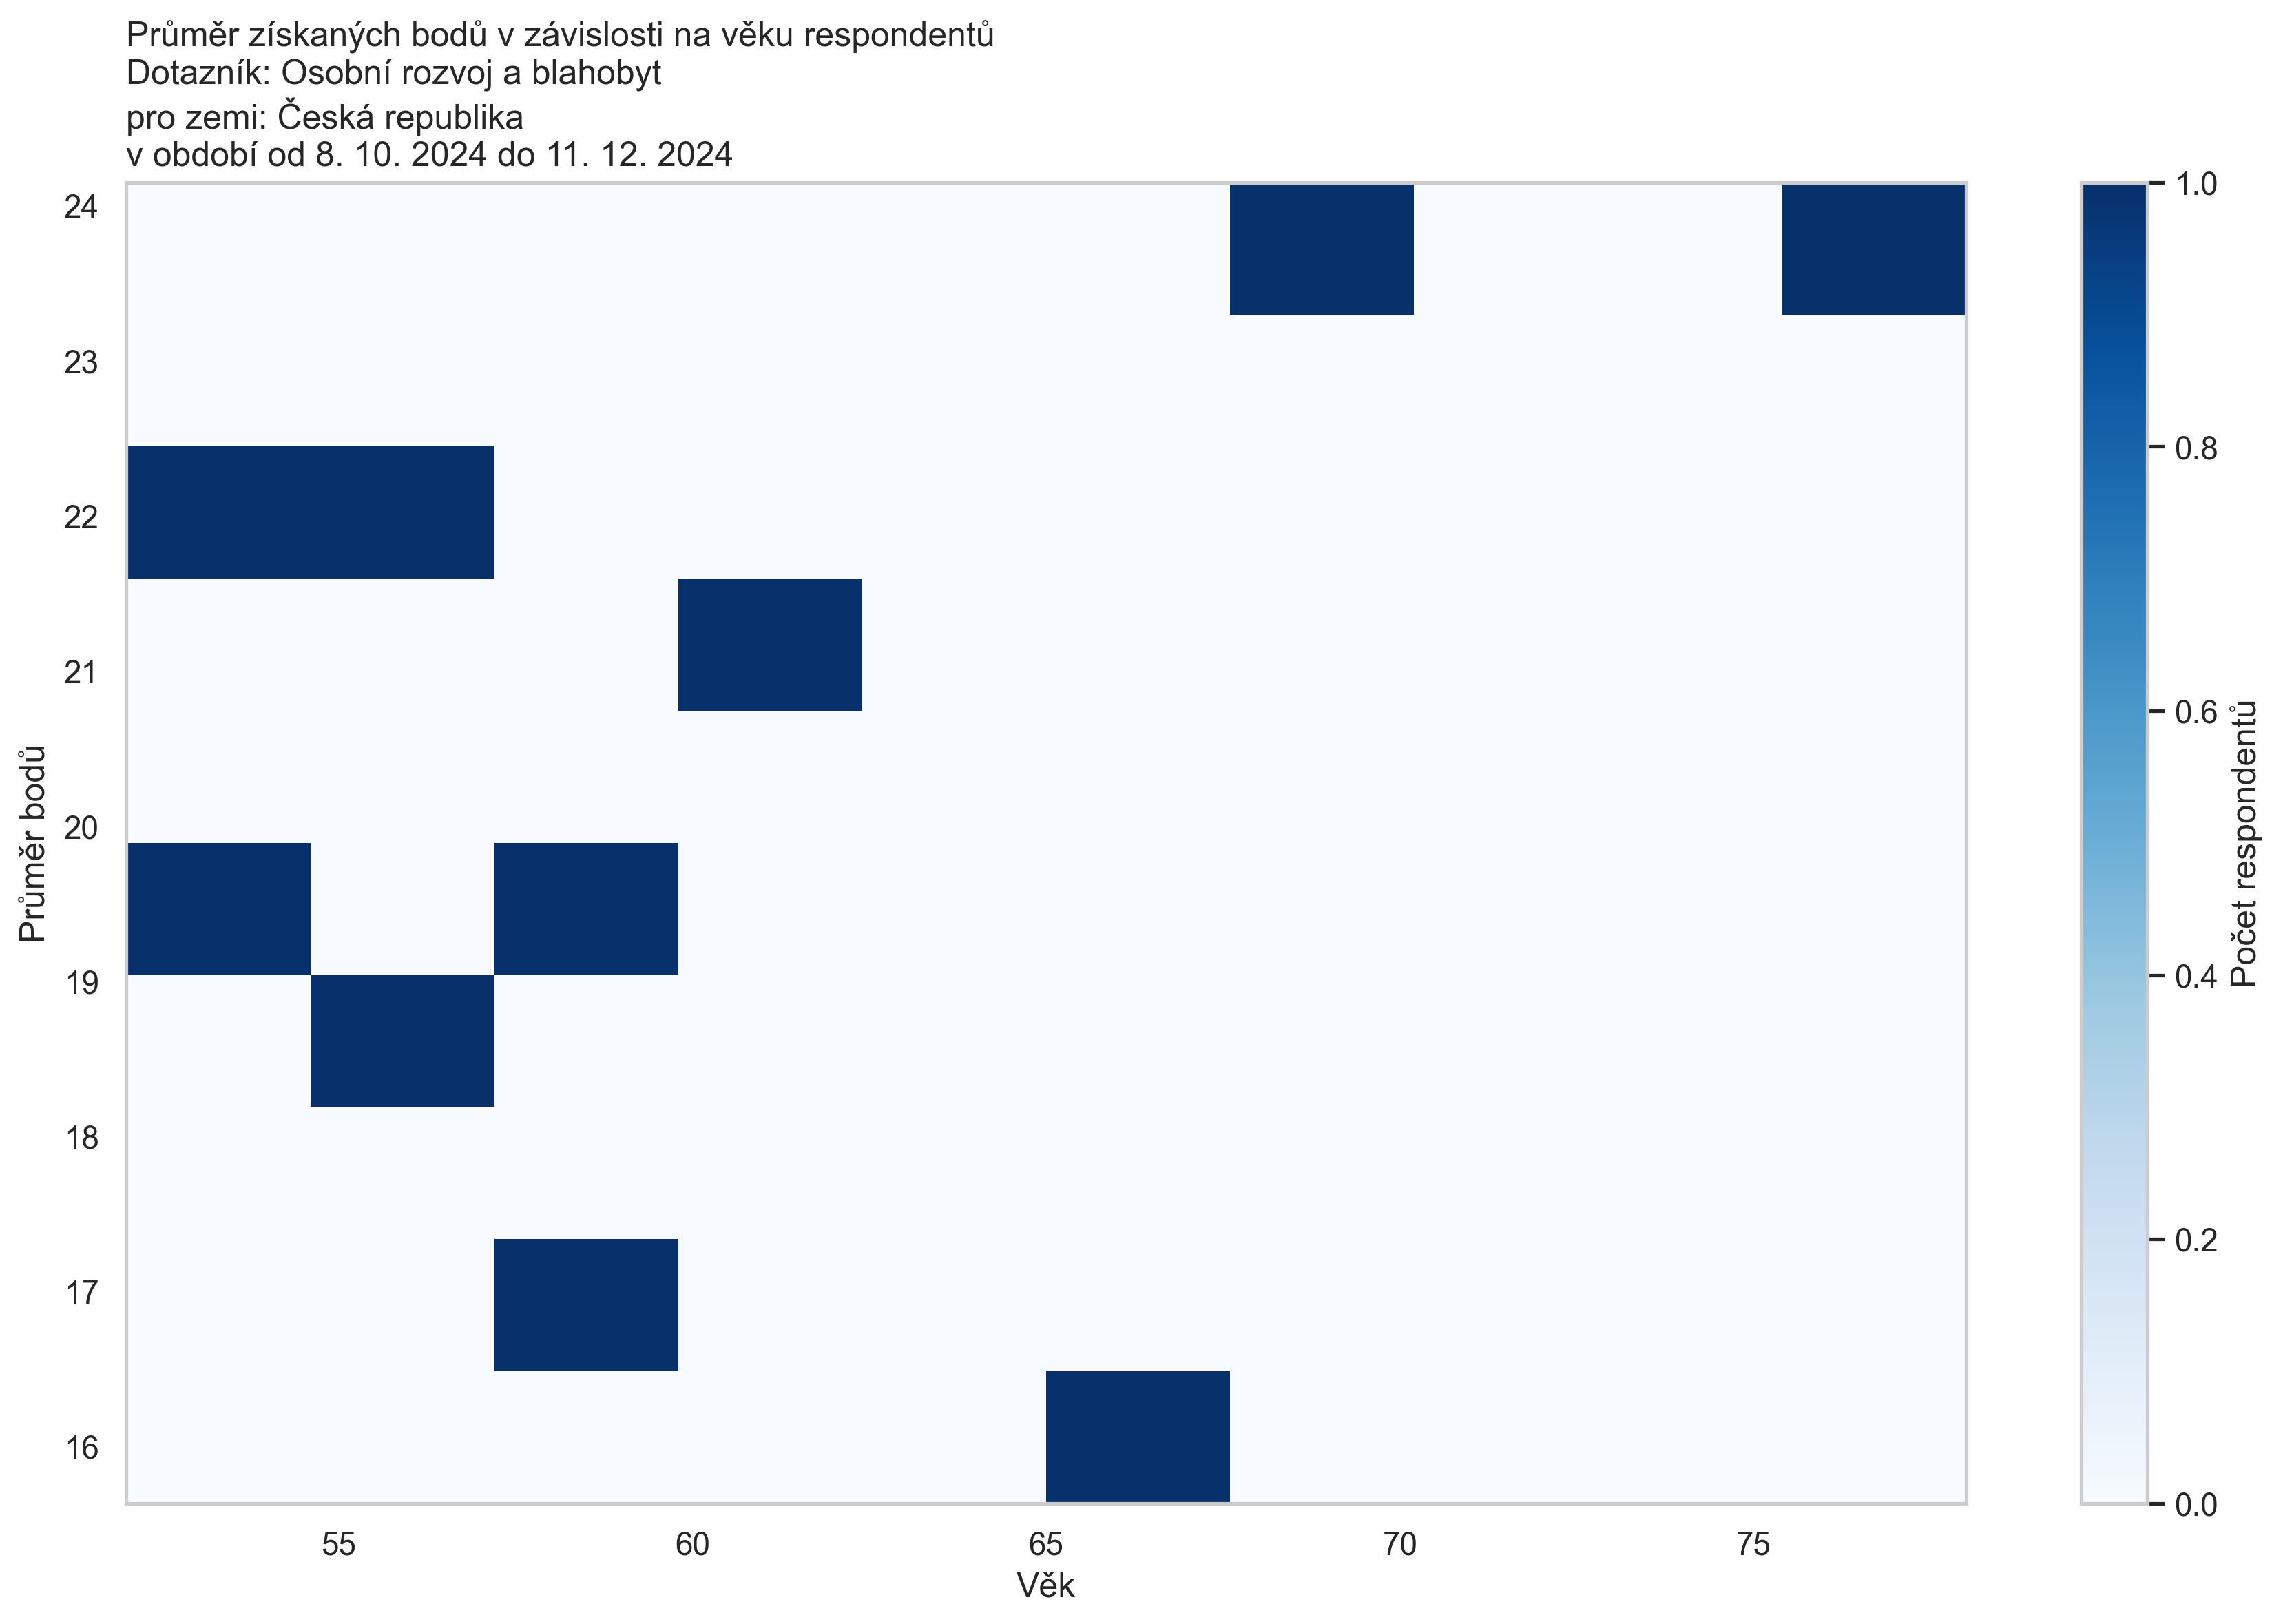 Průměr získaných bodů v závislosti na věku respondentů
Dotazník: Osobní rozvoj a blahobyt
pro zemi: Česká republika
v období od 8. 10. 2024 do 11. 12. 2024
24
23
22
21
20
19
18
17
16
Průměr bodů
55
60
65
70
75
Věk
1.0
0.8
0.6
0.4
0.2
0.0
Počet respondentů